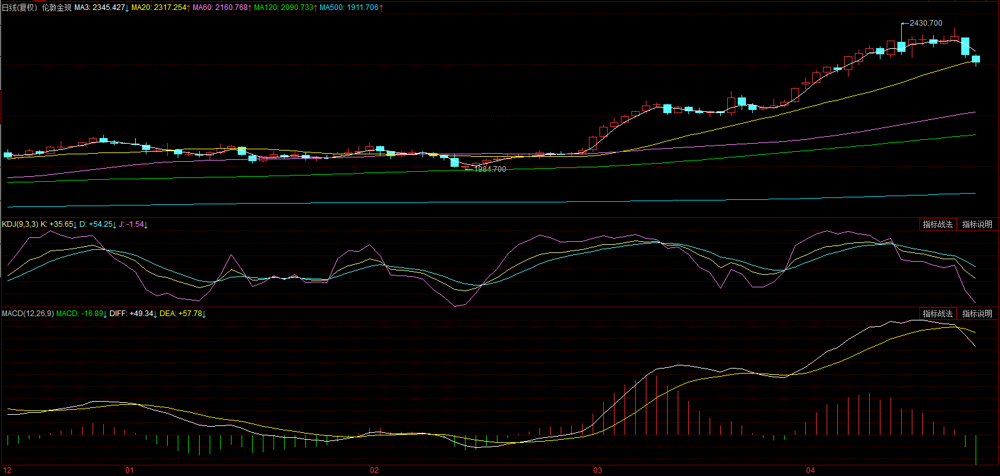 日线(复权) 伦敦金现 MA3: 2345.427↓ MA20: 2317.254↑ MA60: 2160.768↑ MA120: 2090.733↑ MA500: 1911.706↑
←2430.700
←1984.700
KDJ(9,3,3) K: +35.65↓ D: +54.25↓ J: -1.54↓ 指标战法 指标说明
MACD(12,26,9) MACD: -16.89↓ DIFF: +49.34↓ DEA: +57.78↓ 指标战法 指标说明
12 01 02 03 04